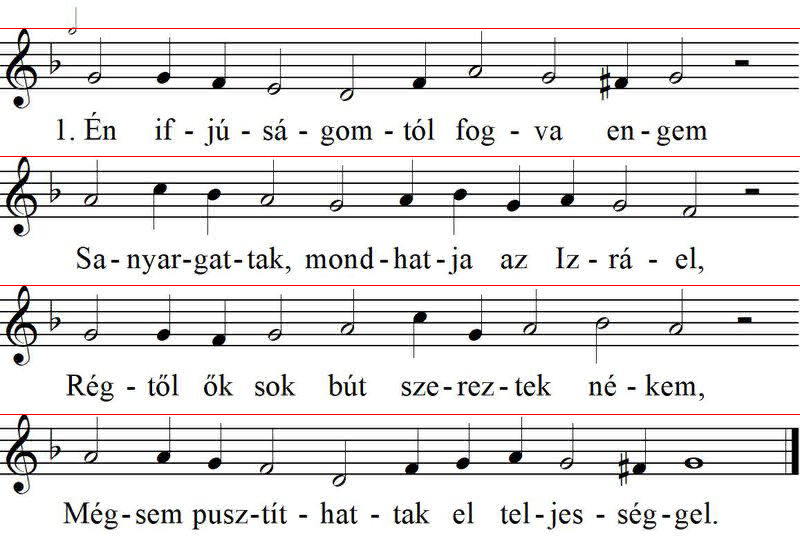 1. Én if - jú - sá - gom - tól fog - va en - gem
Sa - nyar - gat - tak, mond - hat - ja az Iz - rá - el,
Rég - től ők sok bút sze - rez - tek né - kem,
Még - sem pusz - tít - hat - tak el tel - jes - ség - gel.